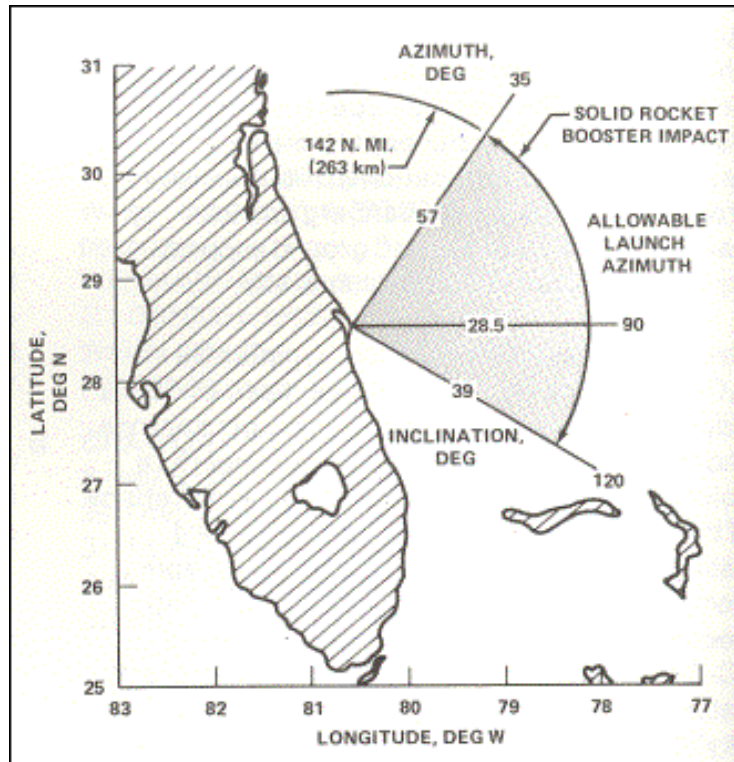 AZIMUTH,
DEG
35
SOLID ROCKET
BOOSTER IMPACT
142 N. MI.
(263 km)
57
ALLOWABLE
LAUNCH
AZIMUTH
28.5
90
39
INCLINATION,
DEG
120
LATITUDE,
DEG N
31
30
29
28
27
26
25
83
82
81
80
79
78
77
LONGITUDE, DEG W